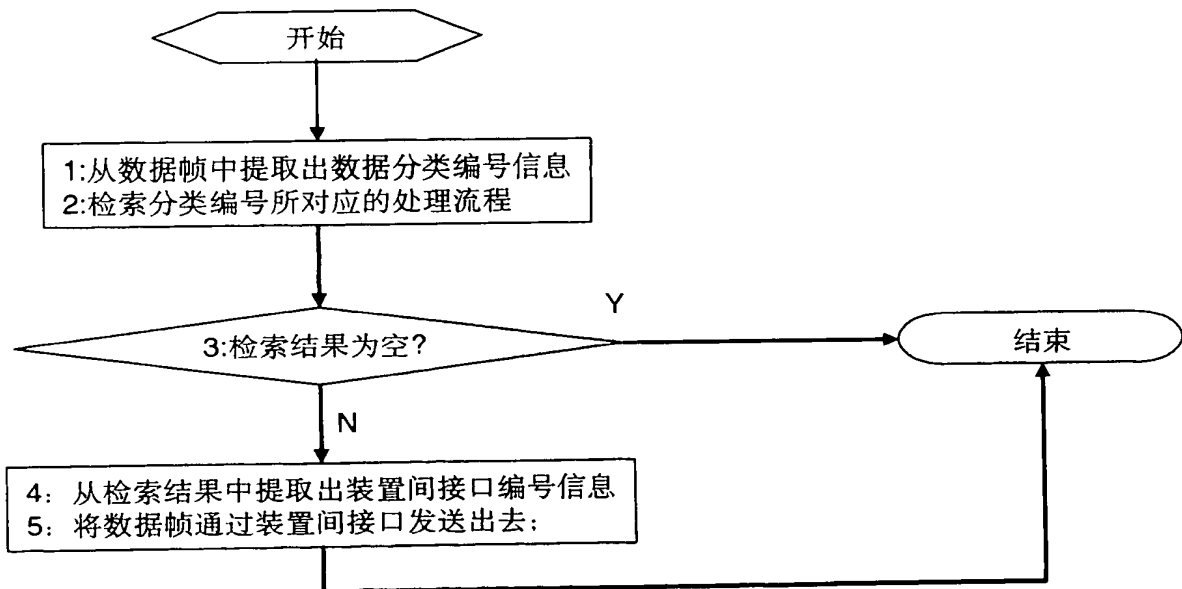 开始
1:从数据帧中提取出数据分类编号信息
2:检索分类编号所对应的处理流程
3:检索结果为空?
Y
结束
N
4：从检索结果中提取出装置间接口编号信息
5：将数据帧通过装置间接口发送出去；